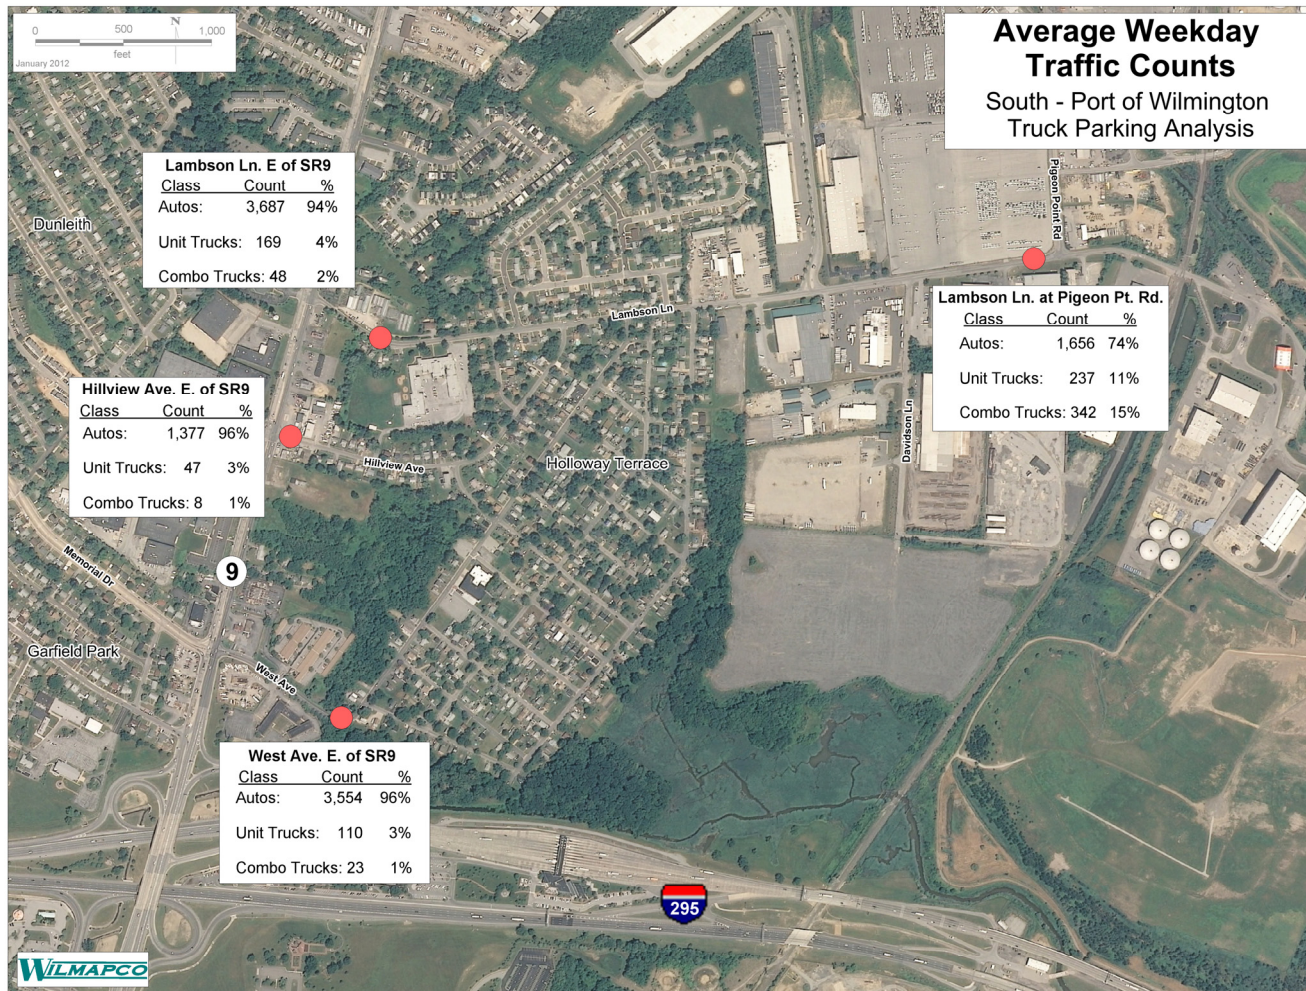 0 500 1,000
N
feet
January 2012
Average Weekday
Traffic Counts
South - Port of Wilmington
Truck Parking Analysis
Lambson Ln. E of SR9
Class Count %
Autos: 3,687 94%
Unit Trucks: 169 4%
Combo Trucks: 48 2%
Dunleith
Pigeon Point Rd
Lambson Ln. at Pigeon Pt. Rd.
Class Count %
Autos: 1,656 74%
Unit Trucks: 237 11%
Combo Trucks: 342 15%
Lambson Ln
Hillview Ave. E. of SR9
Class Count %
Autos: 1,377 96%
Unit Trucks: 47 3%
Combo Trucks: 8 1%
Hillview Ave
Holloway Terrace
Davidson Ln
Memorial Dr
9
Garfield Park
West Ave
West Ave. E. of SR9
Class Count %
Autos: 3,554 96%
Unit Trucks: 110 3%
Combo Trucks: 23 1%
295
WILMAPCO